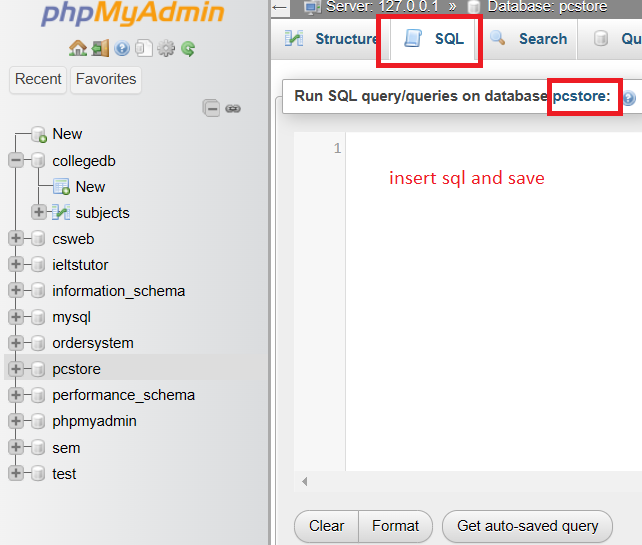 phpMyAdmin
Recent Favorites
New
collegedb
New
subjects
csweb
ieltstutor
information_schema
mysql
ordersystem
pcstore
performance_schema
phpmyadmin
sem
test
Server: 127.0.0.1 » Database: pcstore
Structure SQL Search Qu
Run SQL query/queries on database pcstore:
1
insert sql and save
Clear Format Get auto-saved query